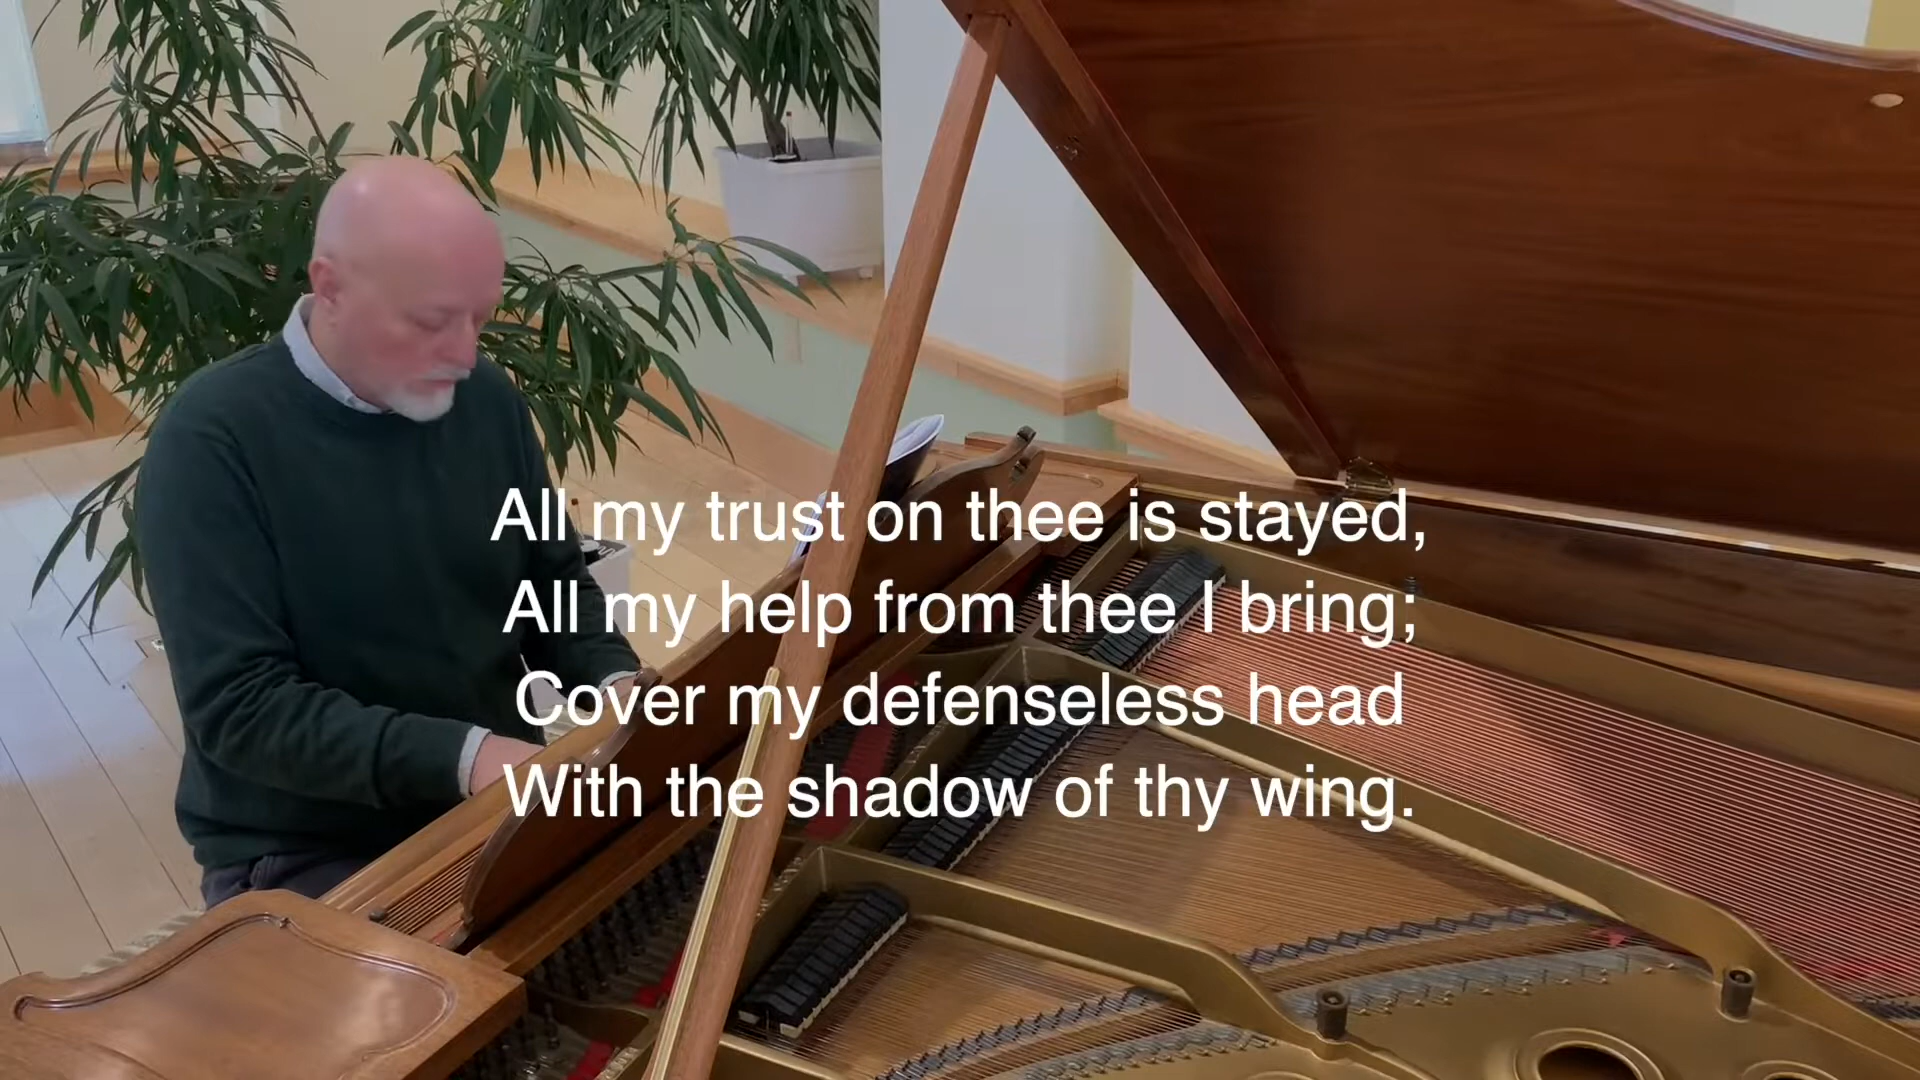 All my trust on thee is stayed,
All my help from thee I bring;
Cover my defenseless head
With the shadow of thy wing.